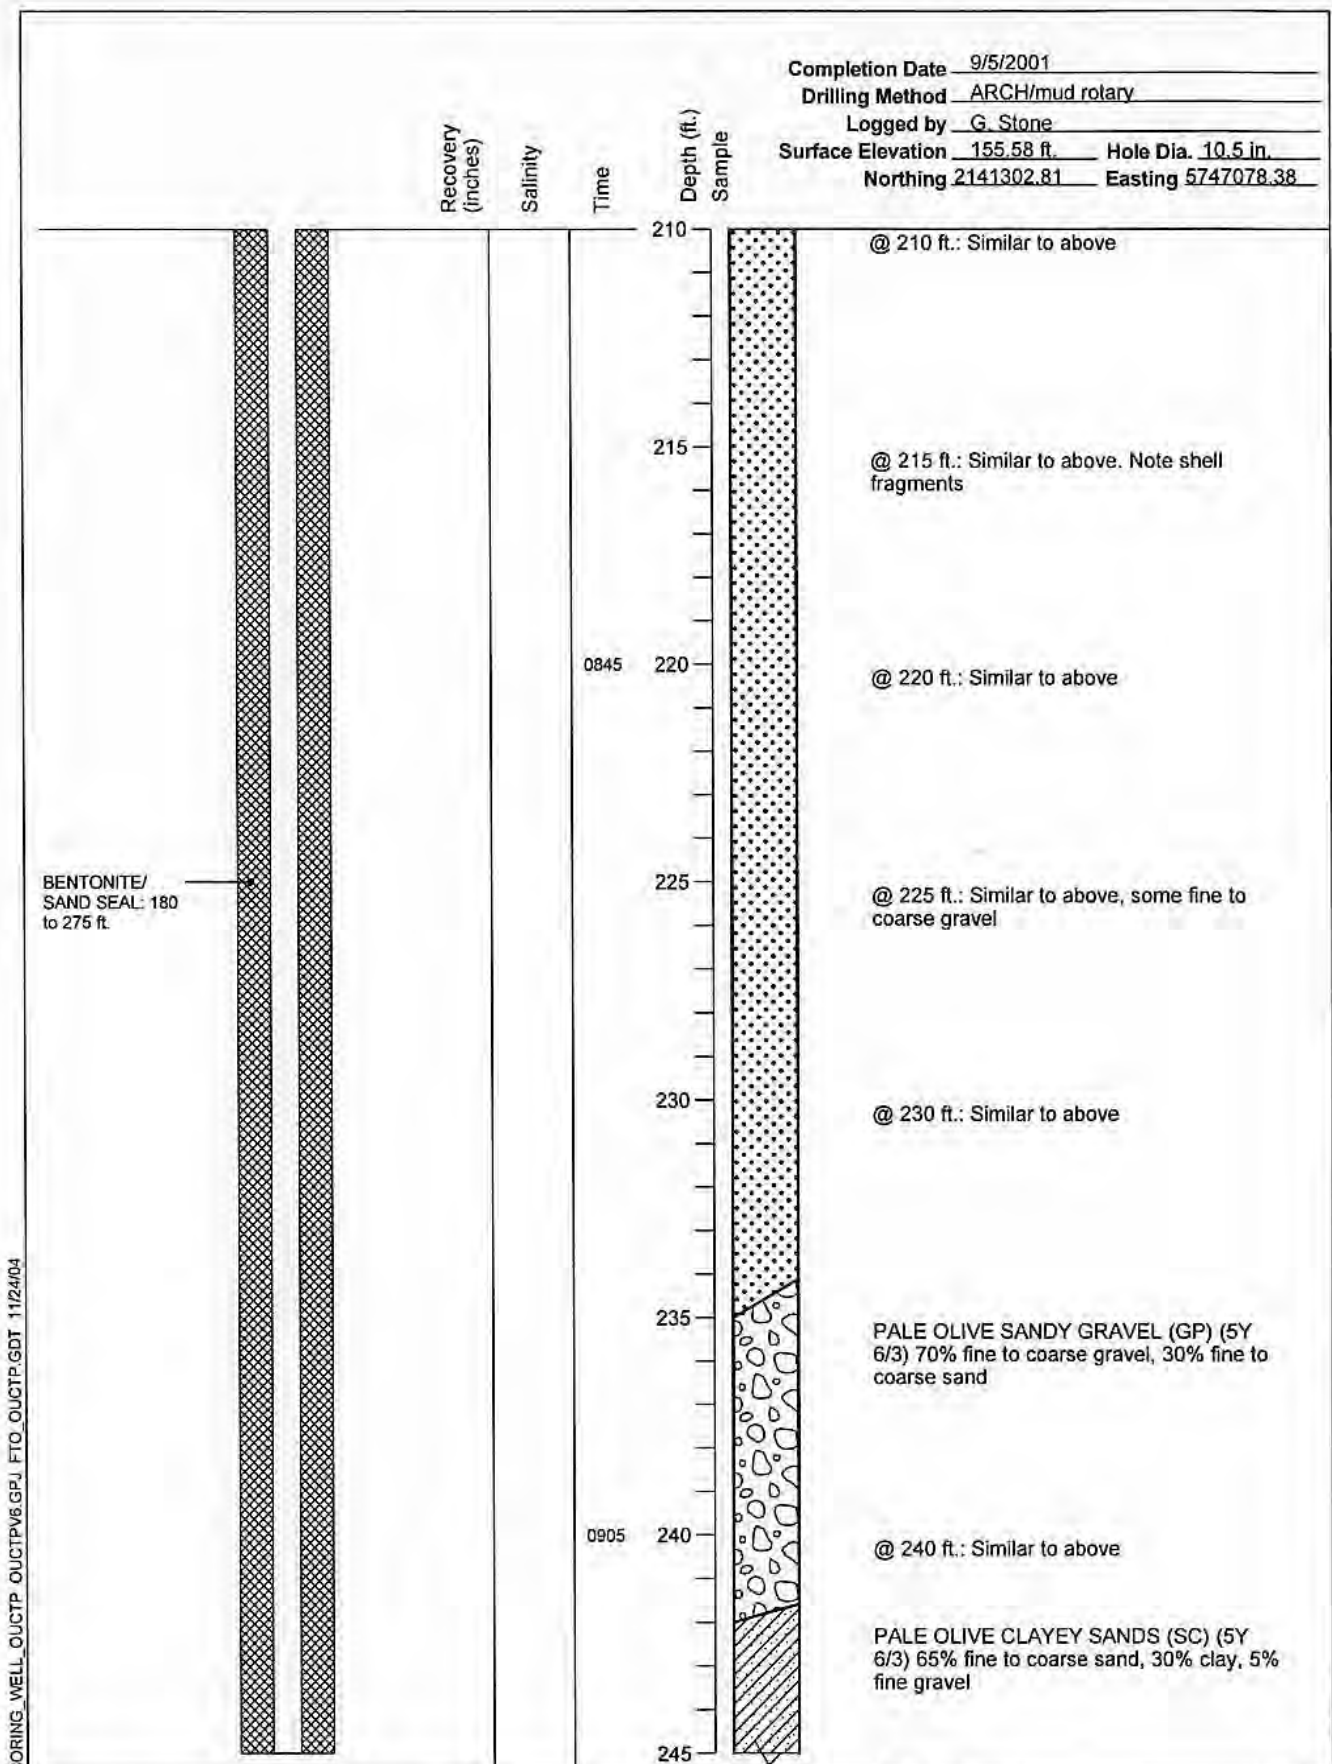 Completion Date 9/5/2001
Drilling Method ARCH/mud rotary
Logged by G. Stone
Surface Elevation 155.58 ft. Hole Dia. 10.5 in.
Northing 2141302.81 Easting 5747078.38
Recovery
(inches)
Salinity
Time
Depth (ft.)
Sample
210
@ 210 ft.: Similar to above
215
@ 215 ft.: Similar to above. Note shell
fragments
0845
220
@ 220 ft.: Similar to above
BENTONITE/
SAND SEAL: 180
to 275 ft.
225
@ 225 ft.: Similar to above, some fine to
coarse gravel
230
@ 230 ft.: Similar to above
235
PALE OLIVE SANDY GRAVEL (GP) (5Y
6/3) 70% fine to coarse gravel, 30% fine to
coarse sand
0905
240
@ 240 ft.: Similar to above
PALE OLIVE CLAYEY SANDS (SC) (5Y
6/3) 65% fine to coarse sand, 30% clay, 5%
fine gravel
245
ORING_WELL_OUCTP OUCTPV6.GPJ FTO_OUCTP.GDT 11/24/04